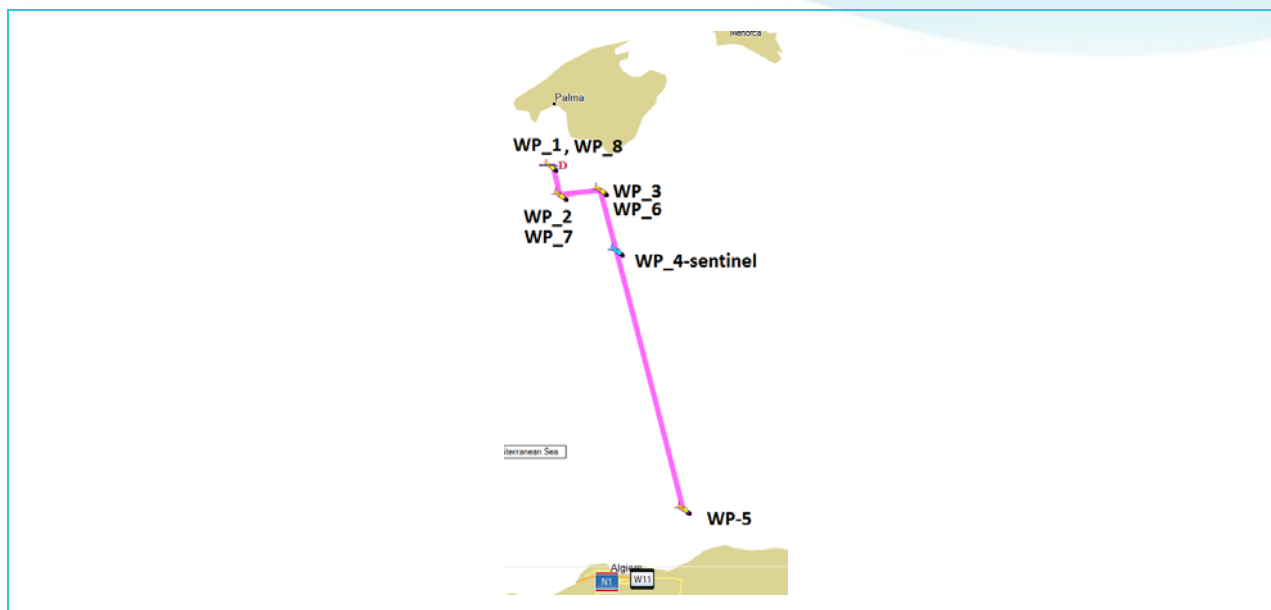 Menorca
Palma
WP_1, WP_8
D
WP_3
WP_6
WP_2
WP_7
WP_4-sentinel
iterranean Sea
WP-5
Algiers
N1
W11